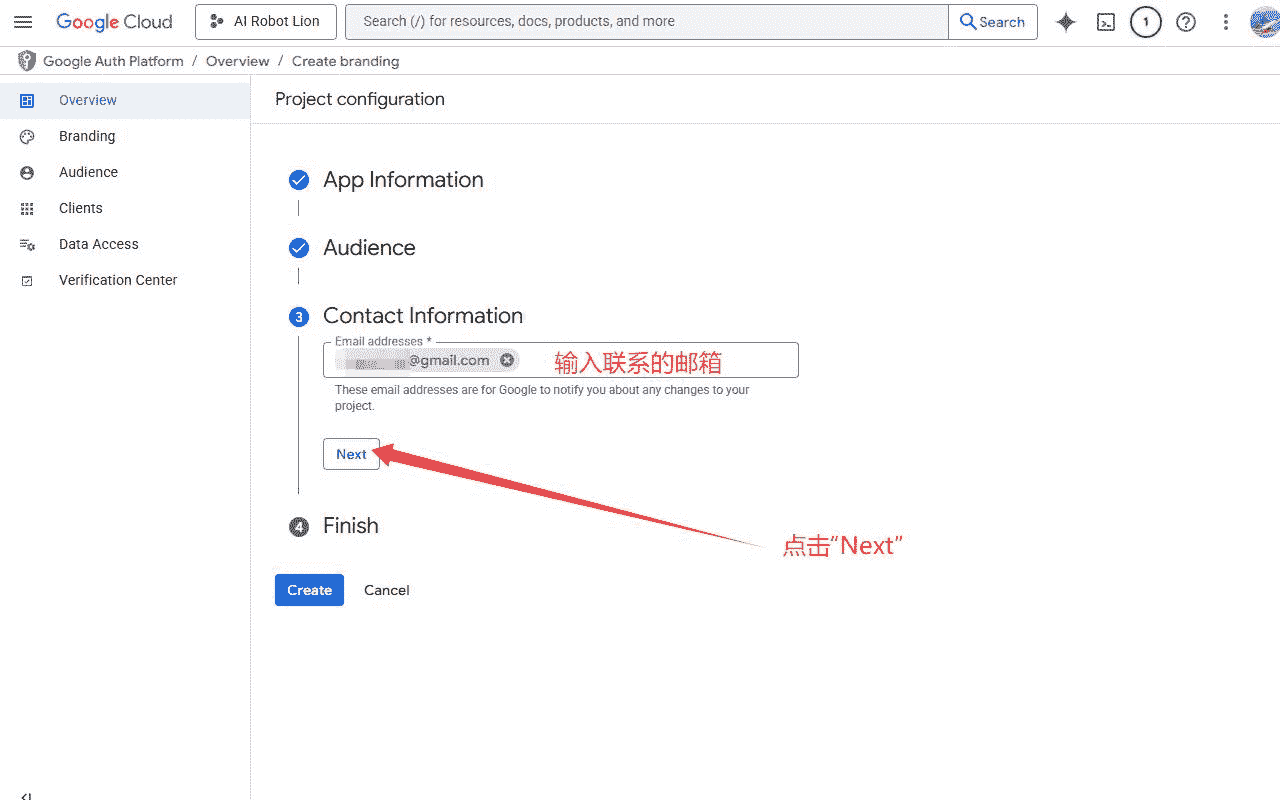 Google Cloud
AI Robot Lion
Search (/) for resources, docs, products, and more
Search
1
Google Auth Platform / Overview / Create branding
Overview
Branding
Audience
Clients
Data Access
Verification Center
Project configuration
App Information
Audience
3 Contact Information
Email addresses *
@gmail.com
输入联系的邮箱
These email addresses are for Google to notify you about any changes to your
project.
Next
点击“Next”
4 Finish
Create
Cancel